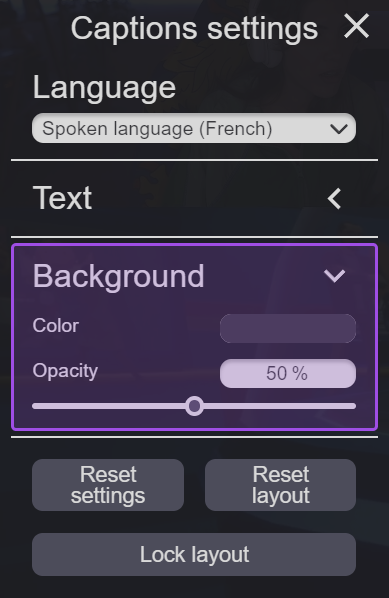 Captions settings
Language
Spoken language (French)
Text
Background
Color
Opacity
50 %
Reset
settings
Reset
layout
Lock layout